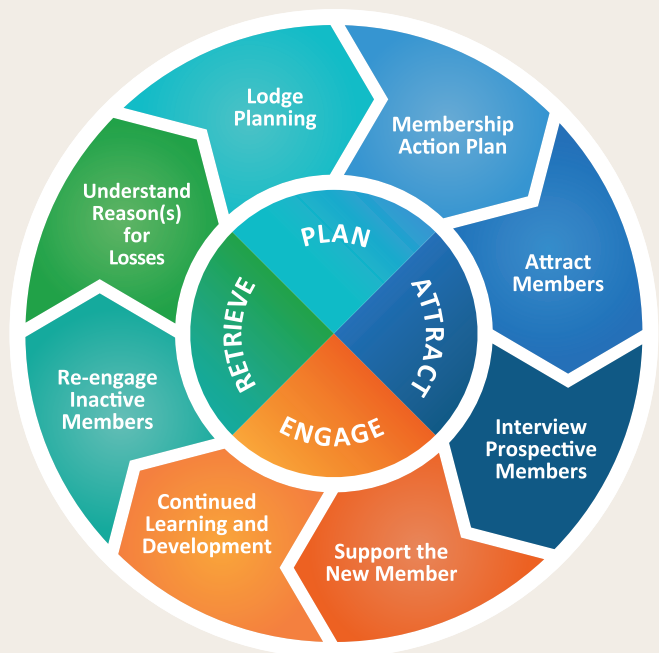 Lodge
Planning
Membership
Action Plan
Attract
Members
Interview
Prospective
Members
Support the
New Member
Continued
Learning and
Development
Re-engage
Inactive
Members
Understand
Reason(s)
for
Losses
PLAN
ATTRACT
ENGAGE
RETRIEVE